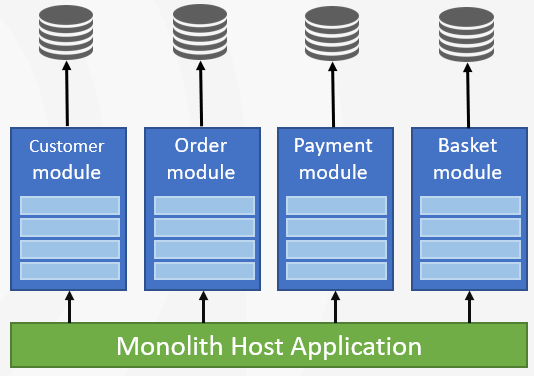 Customer
module
Order
module
Payment
module
Basket
module
Monolith Host Application